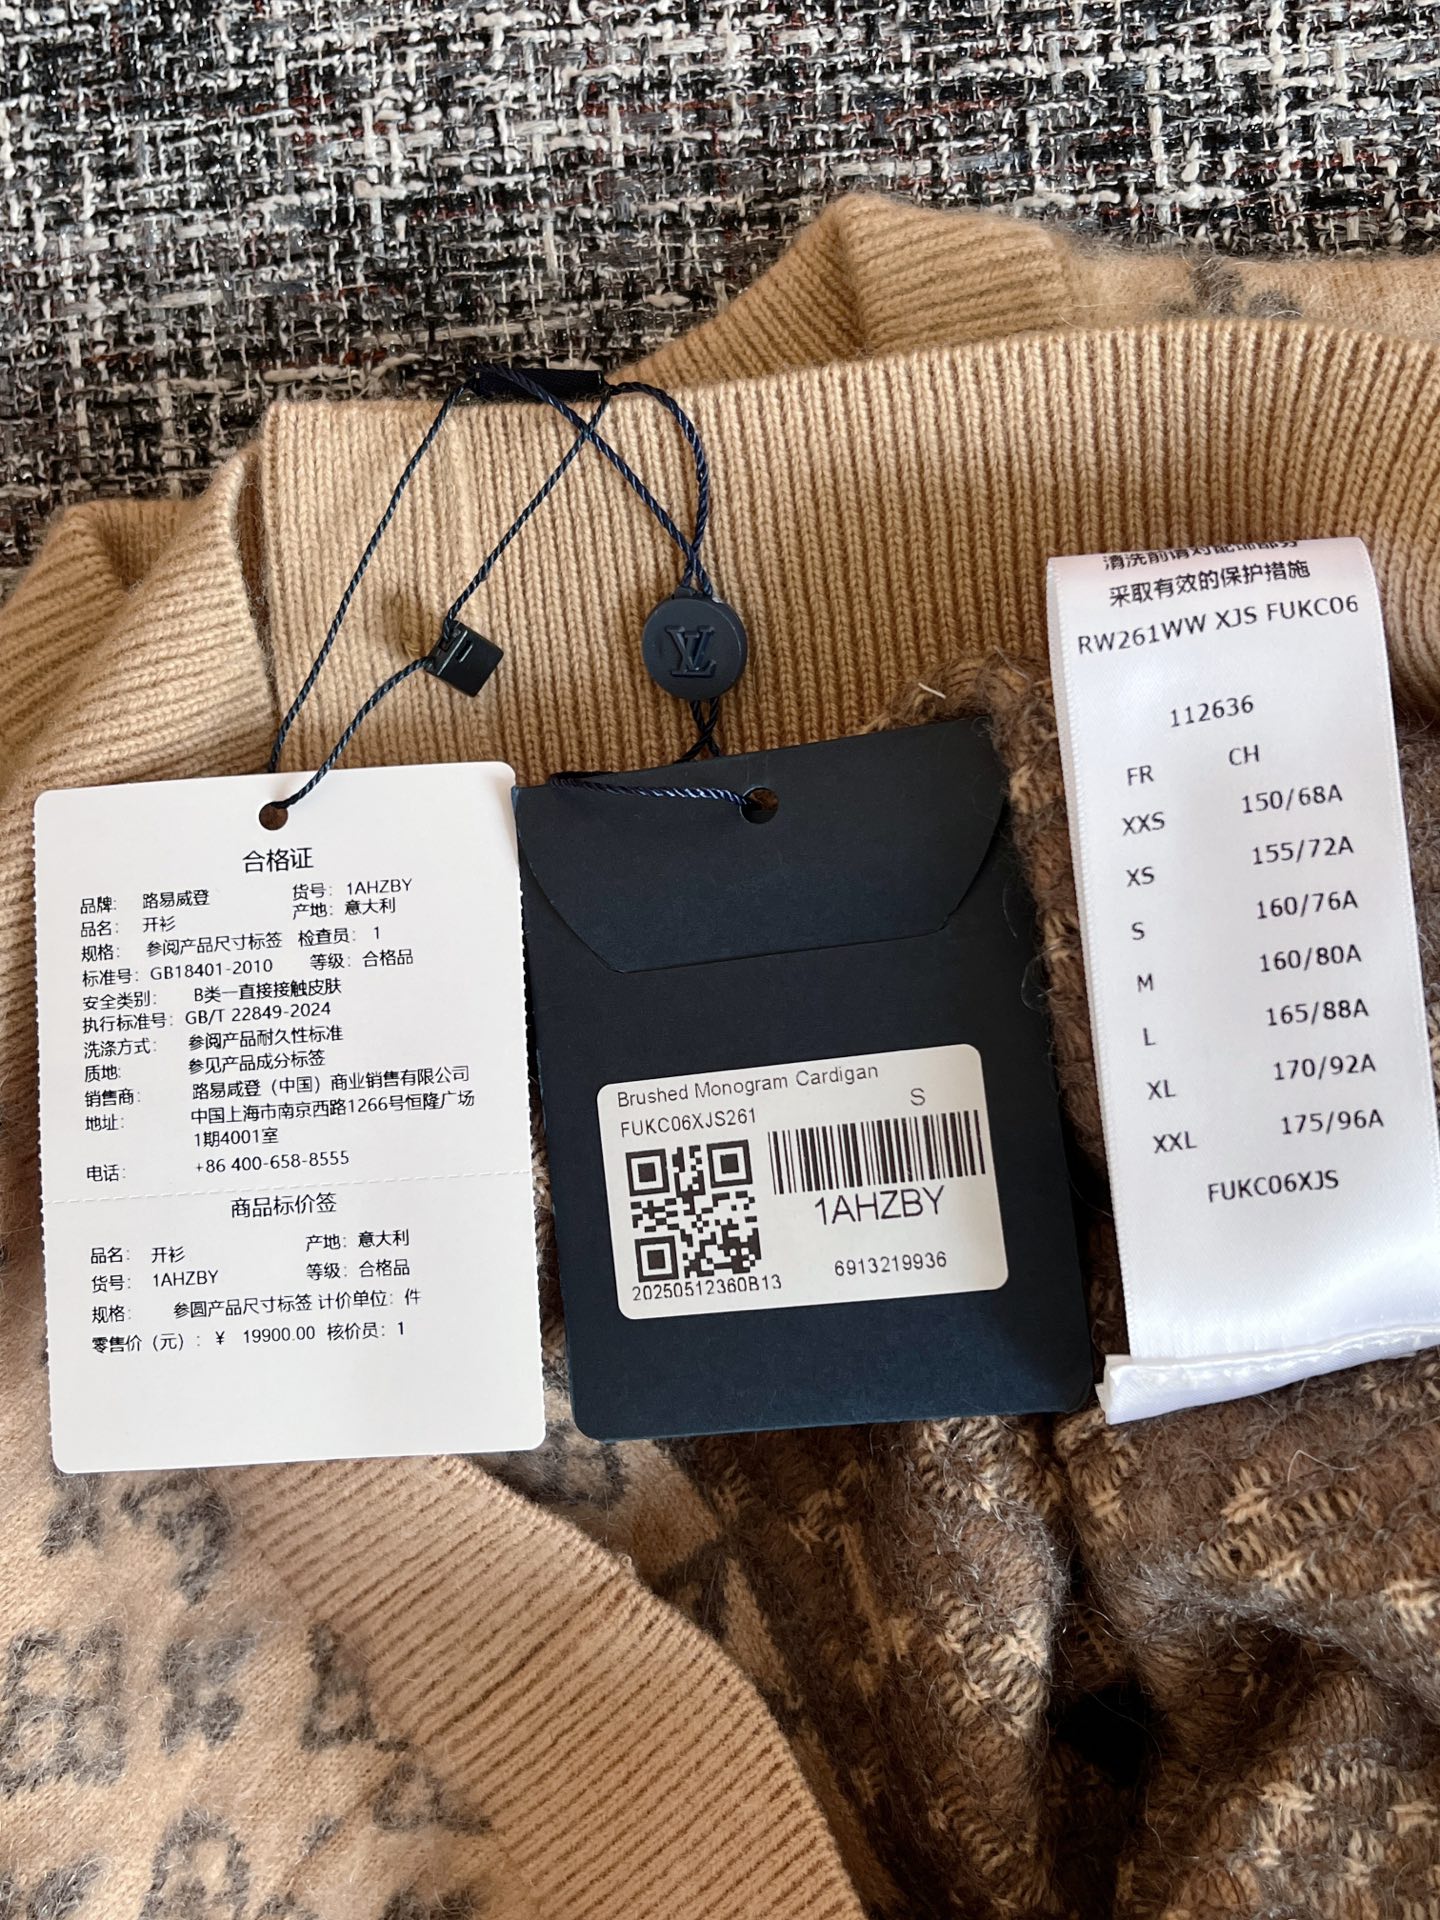 合格证
品牌: 路易威登 货号: 1AHZBY
品名: 开衫 产地: 意大利
规格: 参阅产品尺寸标签 检查员: 1
标准号: GB18401-2010 等级: 合格品
安全类别: B类一直接接触皮肤
执行标准号: GB/T 22849-2024
洗涤方式: 参阅产品耐久性标准
质地: 参见产品成分标签
销售商: 路易威登（中国）商业销售有限公司
地址: 中国上海市南京西路1266号恒隆广场
1期4001室
电话: +86 400-658-8555
商品标价签
品名: 开衫 产地: 意大利
货号: 1AHZBY 等级: 合格品
规格: 参圆产品尺寸标签 计价单位: 件
零售价（元）: ¥ 19900.00 核价员: 1
LV
Brushed Monogram Cardigan
S
FUKC06XJS261
1AHZBY
20250512360B13
6913219936
清洗前请对配饰部分
采取有效的保护措施
RW261WW XJS FUKC06
112636
FR CH
XXS 150/68A
XS 155/72A
S 160/76A
M 160/80A
L 165/88A
XL 170/92A
XXL 175/96A
FUKC06XJS